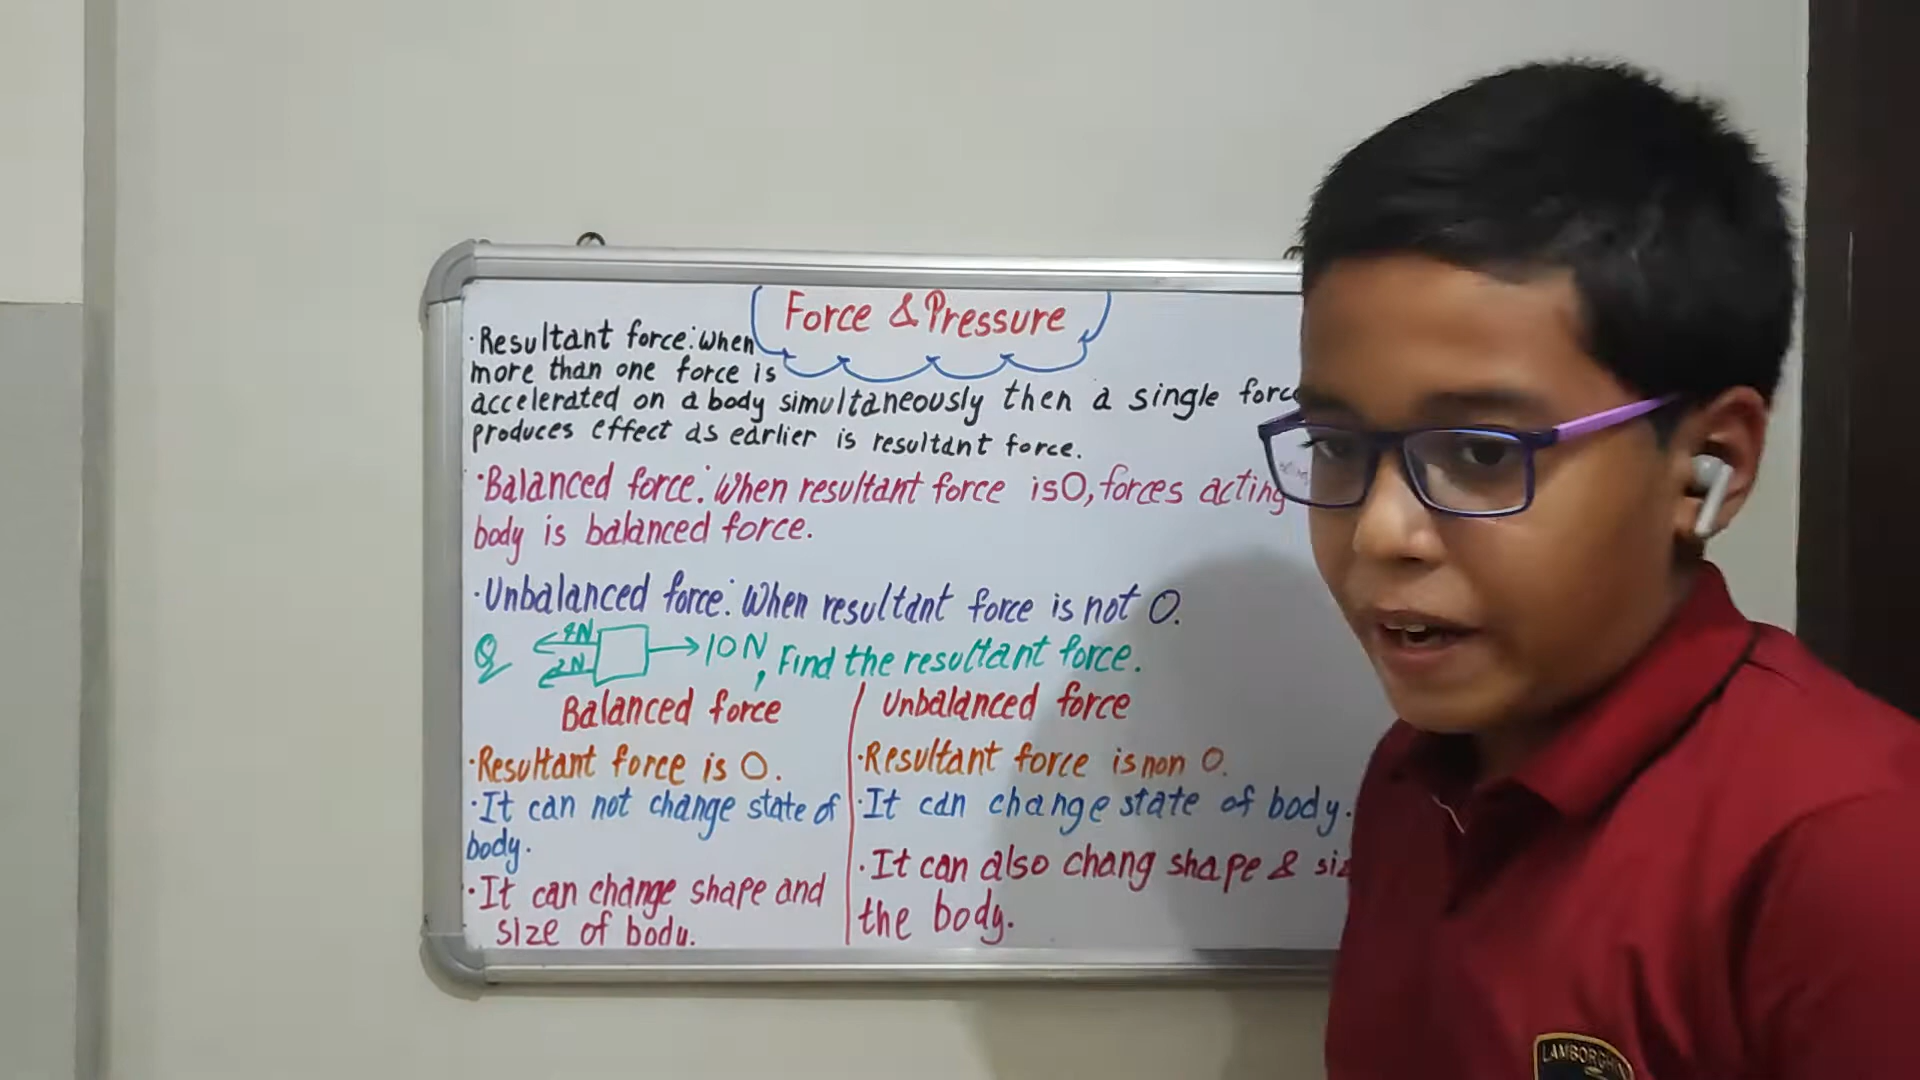 Force & Pressure
·Resultant force: when
more than one force is
accelerated on a body simultaneously then a single force
produces effect as earlier is resultant force.
·Balanced force: When resultant force is 0, forces acting
body is balanced force.
·Unbalanced force: When resultant force is not 0.
Q 2N 10N, Find the resultant force.
Balanced force
·Resultant force is 0.
·It can not change state of
body.
·It can change shape and
size of body.
Unbalanced force
·Resultant force is non 0.
·It can change state of body.
·It can also chang shape &
the body.